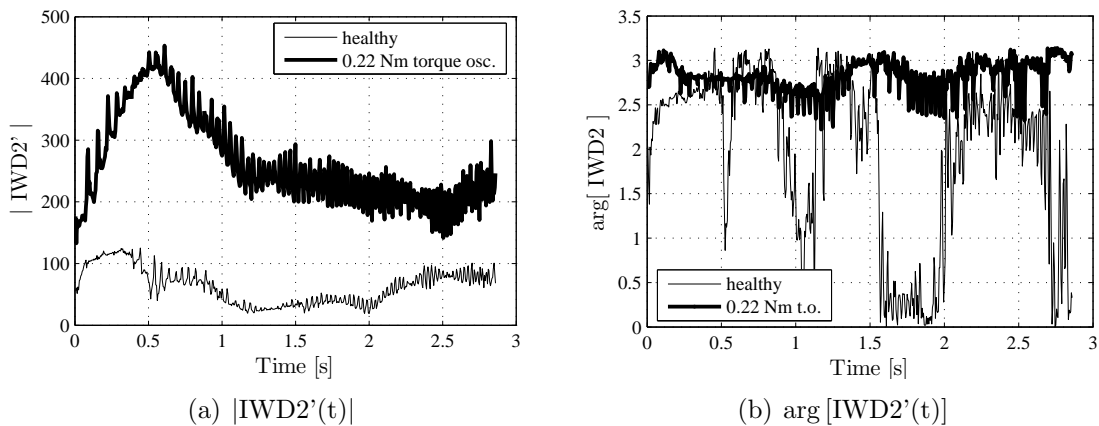 500
400
300
200
100
0
0
0.5
1
1.5
2
2.5
3
| IWD2' |
Time [s]
healthy
0.22 Nm torque osc.
(a) |IWD2'(t)|
3.5
3
2.5
2
1.5
1
0.5
0
0
0.5
1
1.5
2
2.5
3
arg[ IWD2 ]
Time [s]
healthy
0.22 Nm t.o.
(b) arg [IWD2'(t)]